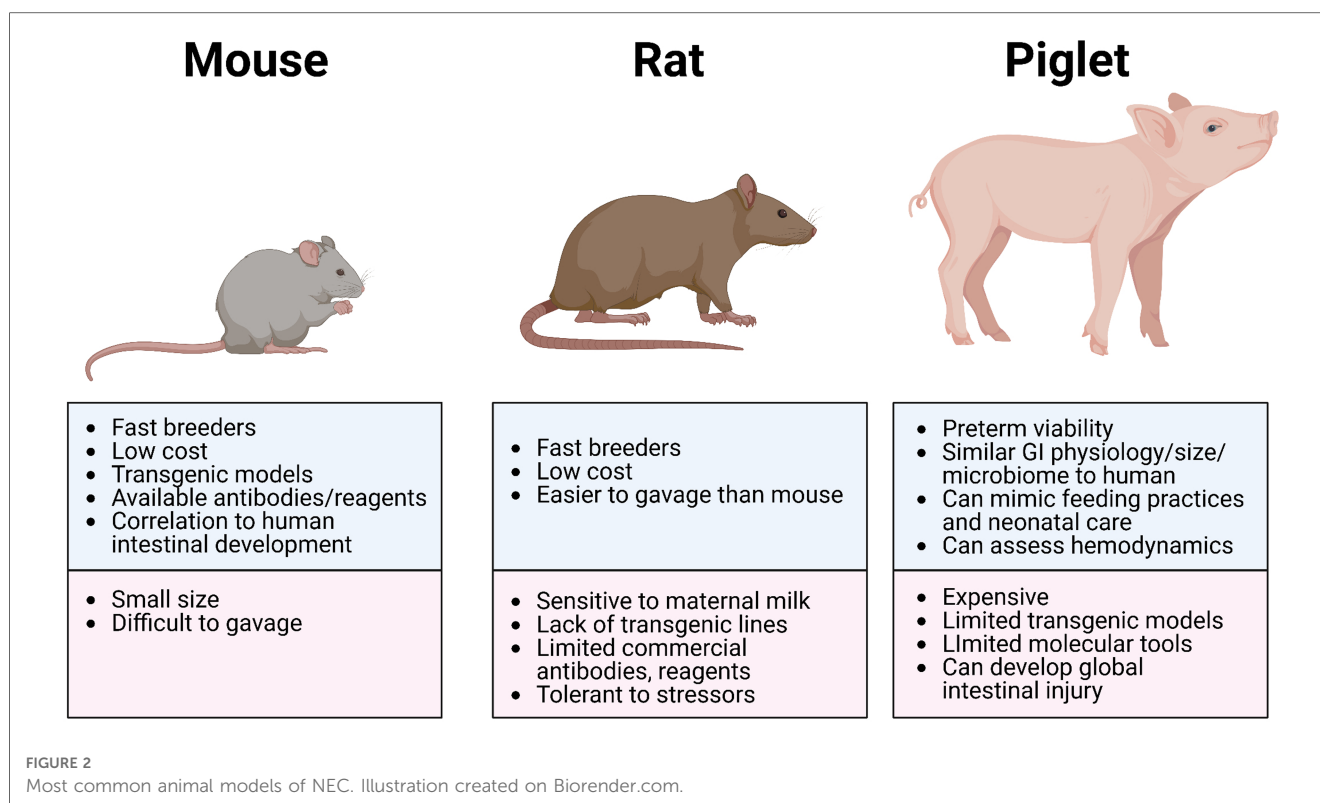 Mouse
Rat
Piglet
• Fast breeders
• Low cost
• Transgenic models
• Available antibodies/reagents
• Correlation to human
intestinal development
• Small size
• Difficult to gavage
• Fast breeders
• Low cost
• Easier to gavage than mouse
• Sensitive to maternal milk
• Lack of transgenic lines
• Limited commercial
antibodies, reagents
• Tolerant to stressors
• Preterm viability
• Similar GI physiology/size/
microbiome to human
• Can mimic feeding practices
and neonatal care
• Can assess hemodynamics
• Expensive
• Limited transgenic models
• LImited molecular tools
• Can develop global
intestinal injury
FIGURE 2
Most common animal models of NEC. Illustration created on Biorender.com.